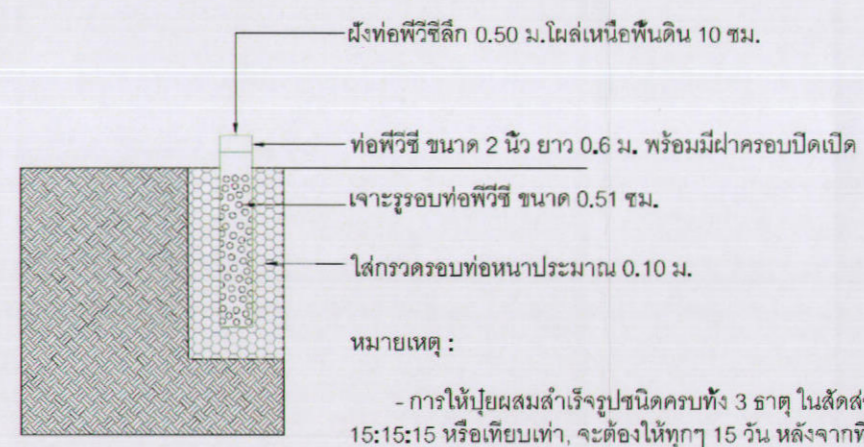 ฝังท่อพีวีซีลึก 0.50 ม.โผล่เหนือพื้นดิน 10 ซม.
ท่อพีวีซี ขนาด 2 นิ้ว ยาว 0.6 ม. พร้อมมีฝาครอบปิดเปิด
เจาะรูรอบท่อพีวีซี ขนาด 0.51 ซม.
ใส่กรวดรอบท่อหนาประมาณ 0.10 ม.
หมายเหตุ :
- การให้ปุ๋ยผสมสำเร็จรูปชนิดครบทั้ง 3 ธาตุ ในสัดส่
15:15:15 หรือเทียบเท่า, จะต้องให้ทุกๆ 15 วัน หลังจาก